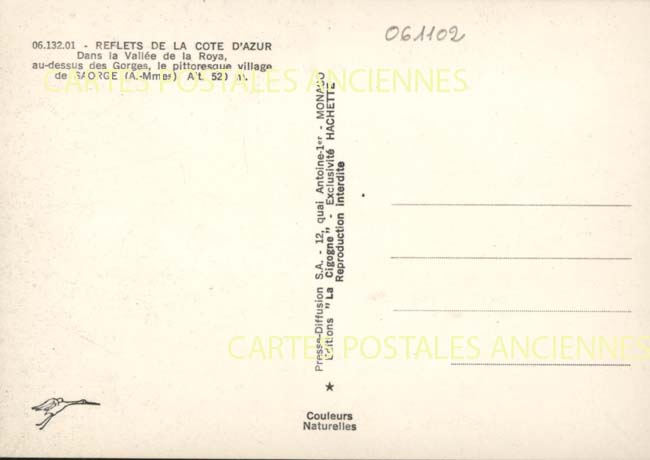 061102
06.132.01 - REFLETS DE LA COTE D'AZUR
Dans la Vallée de la Roya,
au-dessus des Gorges, le pittoresque village
de SAORGE (A.-Mmes) Alt. 520 m.
CARTES POSTALES ANCIENNES
Presse-Diffusion S.A. - 12, quai Antoine-1er - MONACO
Editions "La Cigogne" - Exclusivité HACHETTE
Reproduction interdite
CARTES POSTALES ANCIENNES
Couleurs
Naturelles